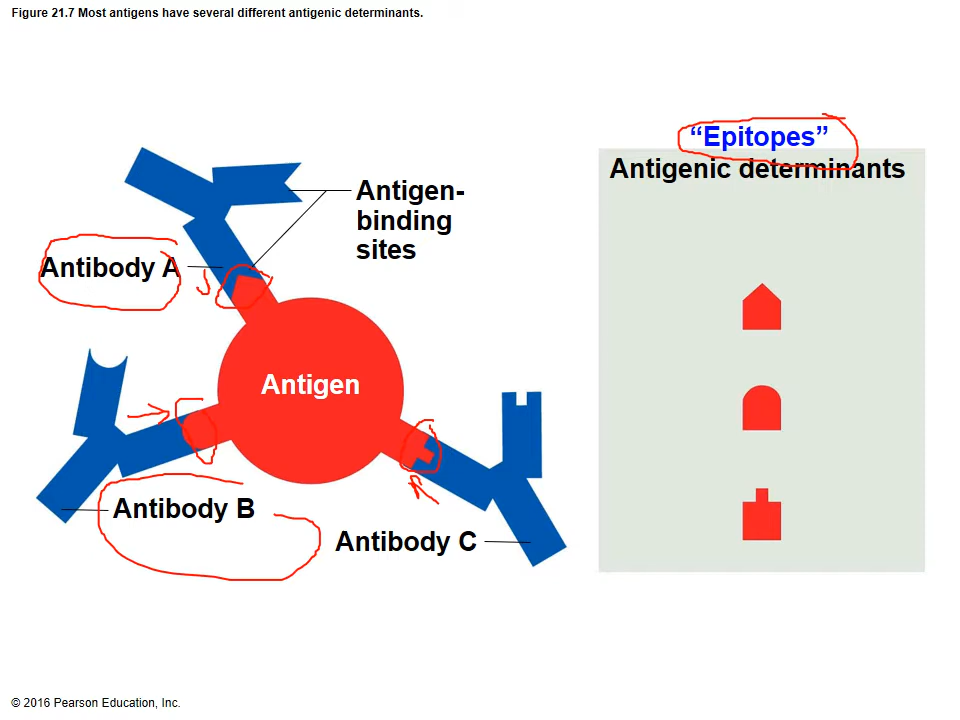 Figure 21.7 Most antigens have several different antigenic determinants.
“Epitopes”
Antigenic determinants
Antigen-
binding
sites
Antibody A
Antigen
Antibody B
Antibody C
© 2016 Pearson Education, Inc.